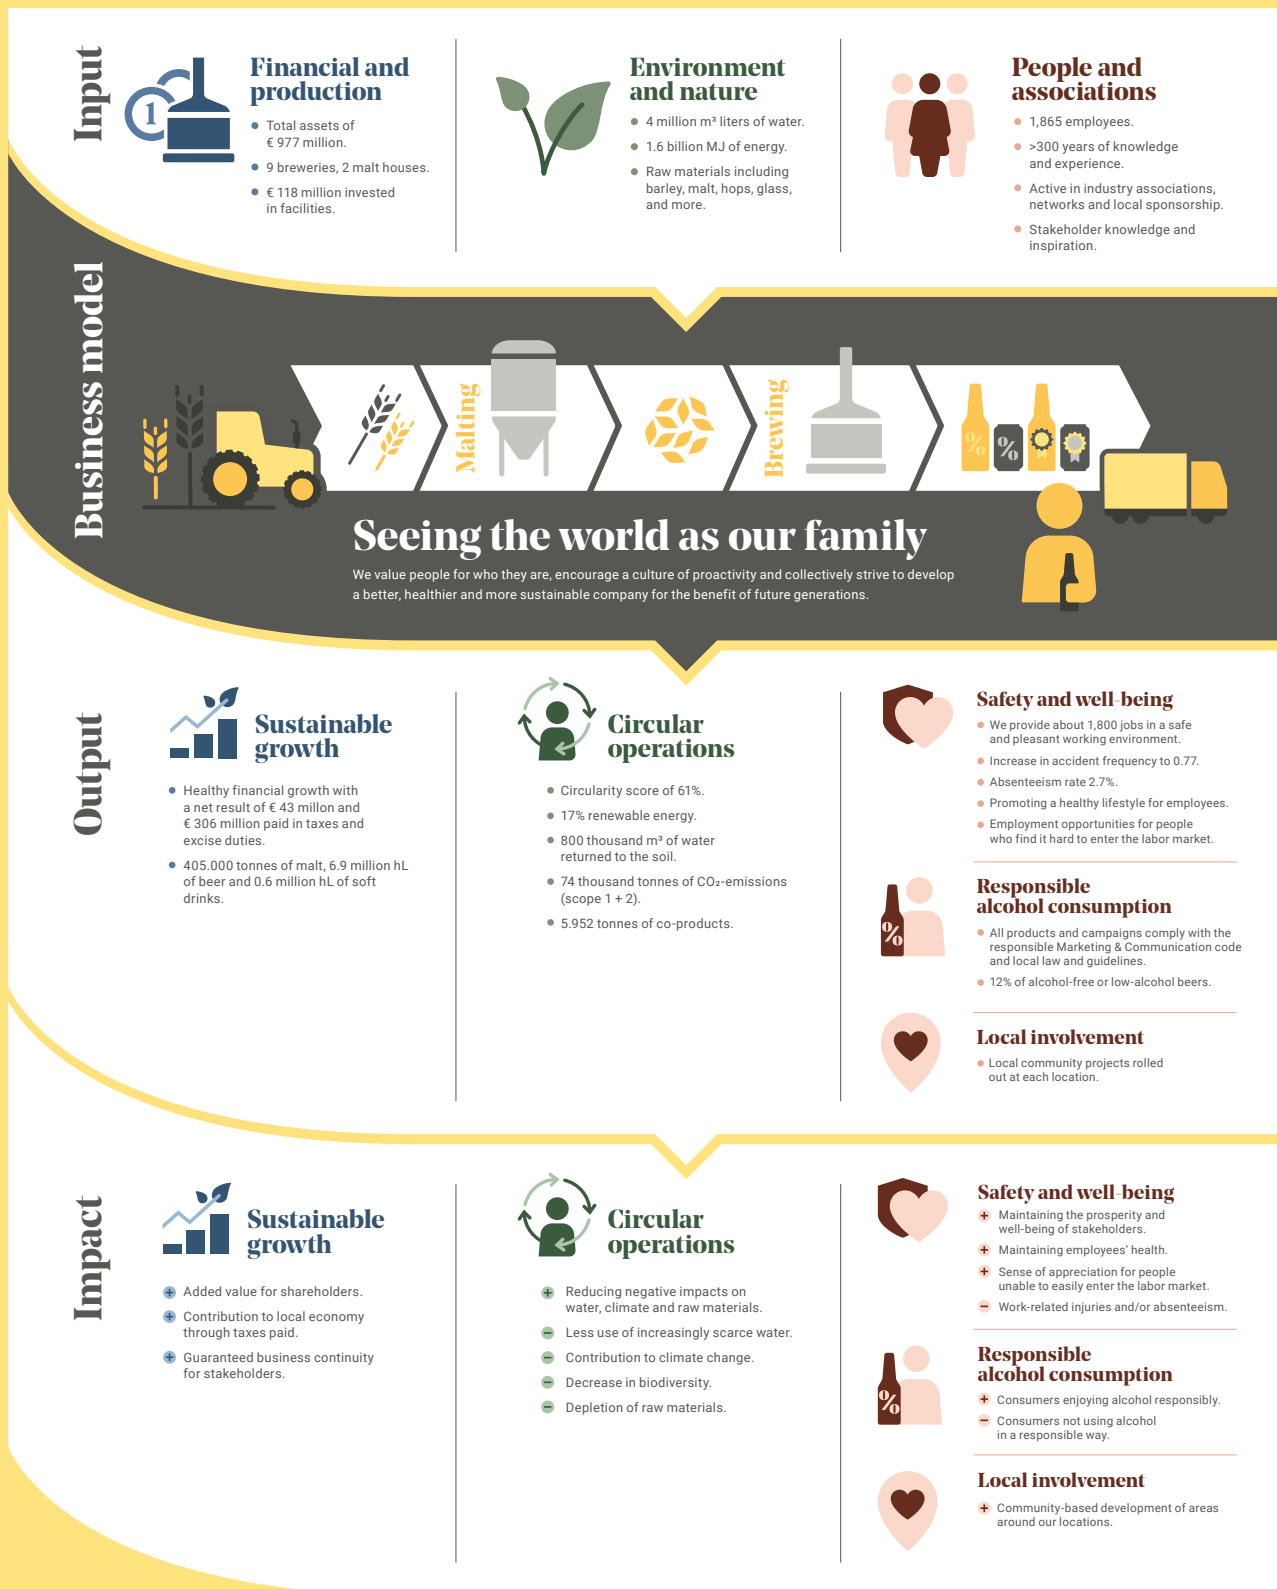 Input
1
Financial and
production
Total assets of
€ 977 million.
9 breweries, 2 malt houses.
€ 118 million invested
in facilities.
Environment
and nature
4 million m³ liters of water.
1.6 billion MJ of energy.
Raw materials including
barley, malt, hops, glass,
and more.
People and
associations
1,865 employees.
>300 years of knowledge
and experience.
Active in industry associations,
networks and local sponsorship.
Stakeholder knowledge and
inspiration.
Business model
Malting
Brewing
%
%
Seeing the world as our family
We value people for who they are, encourage a culture of proactivity and collectively strive to develop
a better, healthier and more sustainable company for the benefit of future generations.
Output
Sustainable
growth
Healthy financial growth with
a net result of € 43 millon and
€ 306 million paid in taxes and
excise duties.
405.000 tonnes of malt, 6.9 million hL
of beer and 0.6 million hL of soft
drinks.
Circular
operations
Circularity score of 61%.
17% renewable energy.
800 thousand m³ of water
returned to the soil.
74 thousand tonnes of CO₂-emissions
(scope 1 + 2).
5.952 tonnes of co-products.
Safety and well-being
We provide about 1,800 jobs in a safe
and pleasant working environment.
Increase in accident frequency to 0.77.
Absenteeism rate 2.7%.
Promoting a healthy lifestyle for employees.
Employment opportunities for people
who find it hard to enter the labor market.
%
Responsible
alcohol consumption
All products and campaigns comply with the
responsible Marketing & Communication code
and local law and guidelines.
12% of alcohol-free or low-alcohol beers.
Local involvement
Local community projects rolled
out at each location.
Impact
Sustainable
growth
+ Added value for shareholders.
+ Contribution to local economy
through taxes paid.
+ Guaranteed business continuity
for stakeholders.
Circular
operations
+ Reducing negative impacts on
water, climate and raw materials.
− Less use of increasingly scarce water.
− Contribution to climate change.
− Decrease in biodiversity.
− Depletion of raw materials.
Safety and well-being
+ Maintaining the prosperity and
well-being of stakeholders.
+ Maintaining employees' health.
+ Sense of appreciation for people
unable to easily enter the labor market.
− Work-related injuries and/or absenteeism.
%
Responsible
alcohol consumption
+ Consumers enjoying alcohol responsibly.
− Consumers not using alcohol
in a responsible way.
Local involvement
+ Community-based development of areas
around our locations.